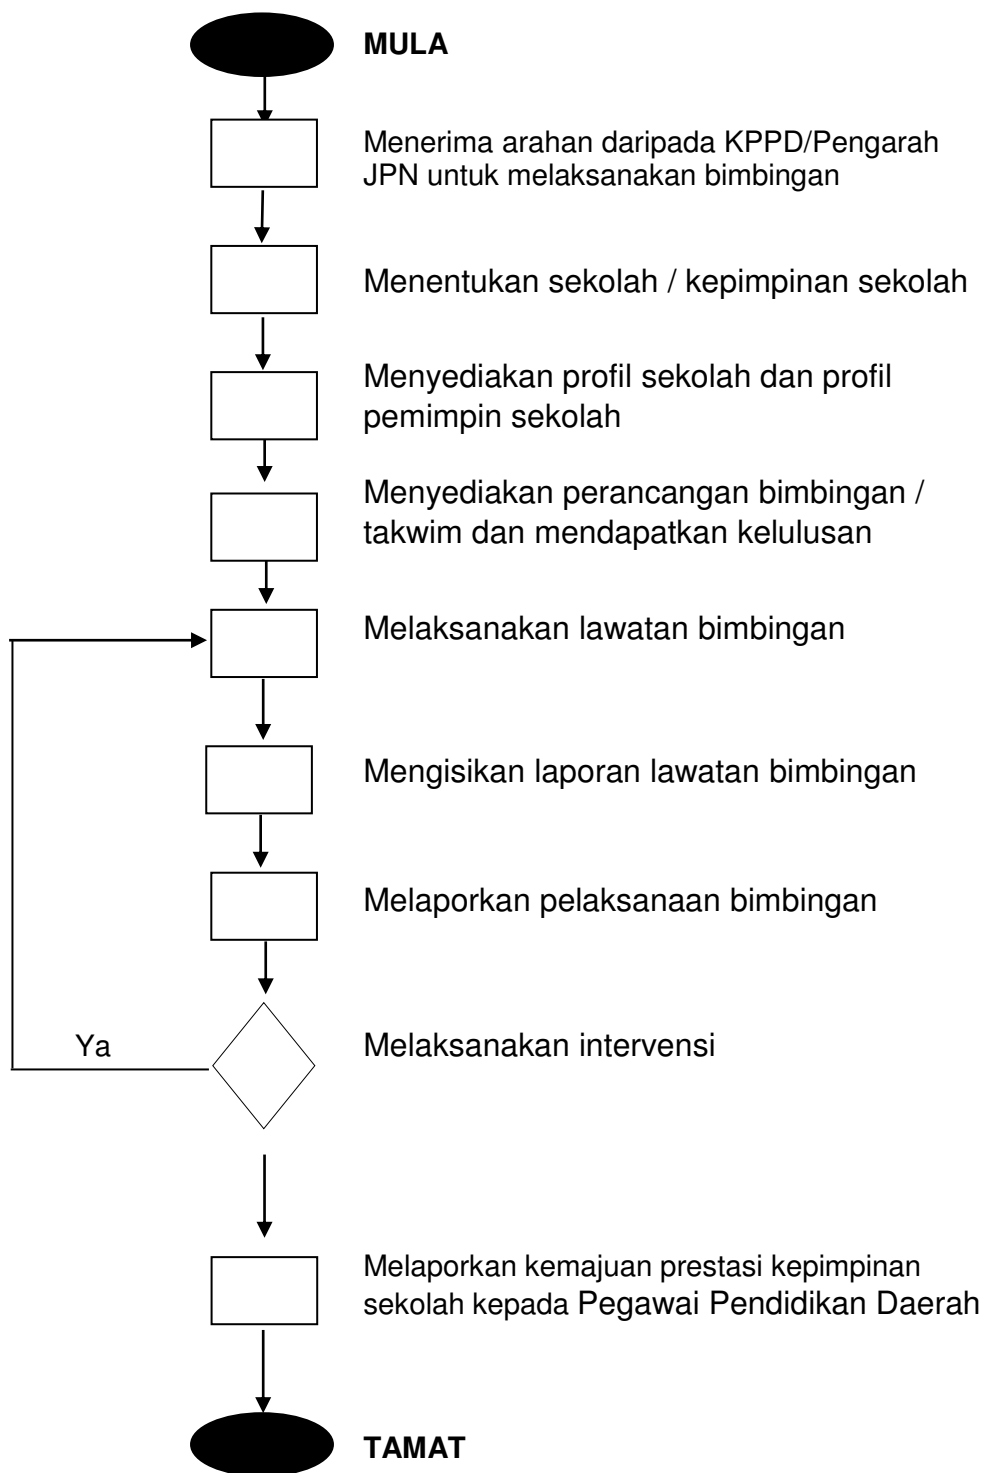 MULA
Menerima arahan daripada KPPD/Pengarah
JPN untuk melaksanakan bimbingan
Menentukan sekolah / kepimpinan sekolah
Menyediakan profil sekolah dan profil
pemimpin sekolah
Menyediakan perancangan bimbingan /
takwim dan mendapatkan kelulusan
Melaksanakan lawatan bimbingan
Mengisikan laporan lawatan bimbingan
Melaporkan pelaksanaan bimbingan
Ya
Melaksanakan intervensi
Melaporkan kemajuan prestasi kepimpinan
sekolah kepada Pegawai Pendidikan Daerah
TAMAT